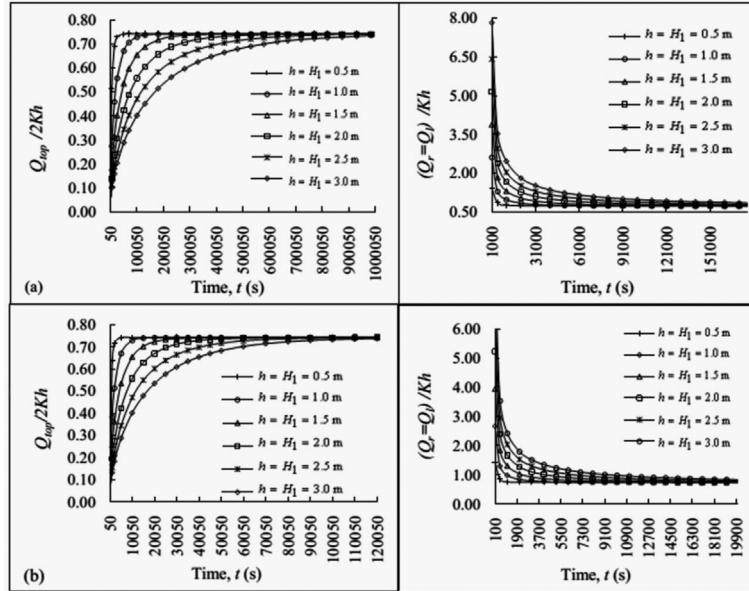 0.80
0.70
0.60
0.50
0.40
0.30
0.20
0.10
0.00
Q_top /2Kh
h = H1 = 0.5 m
h = H1 = 1.0 m
h = H1 = 1.5 m
h = H1 = 2.0 m
h = H1 = 2.5 m
h = H1 = 3.0 m
50
100050
200050
300050
400050
500050
600050
700050
800050
900050
1000050
(a)
Time, t (s)
8.00
6.50
5.00
3.50
2.00
0.50
(Q_r=Q_l) /Kh
h = H1 = 0.5 m
h = H1 = 1.0 m
h = H1 = 1.5 m
h = H1 = 2.0 m
h = H1 = 2.5 m
h = H1 = 3.0 m
1000
31000
61000
91000
121000
151000
Time, t (s)
0.80
0.70
0.60
0.50
0.40
0.30
0.20
0.10
0.00
Q_top/2Kh
h = H1 = 0.5 m
h = H1 = 1.0 m
h = H1 = 1.5 m
h = H1 = 2.0 m
h = H1 = 2.5 m
h = H1 = 3.0 m
50
10050
20050
30050
40050
50050
60050
70050
80050
90050
100050
110050
120050
(b)
Time, t (s)
6.00
5.00
4.00
3.00
2.00
1.00
0.00
(Q_r=Q_l) /Kh
h = H1 = 0.5 m
h = H1 = 1.0 m
h = H1 = 1.5 m
h = H1 = 2.0 m
h = H1 = 2.5 m
h = H1 = 3.0 m
100
1900
3700
5500
7300
9100
10900
12700
14500
16300
18100
19900
Time, t (s)